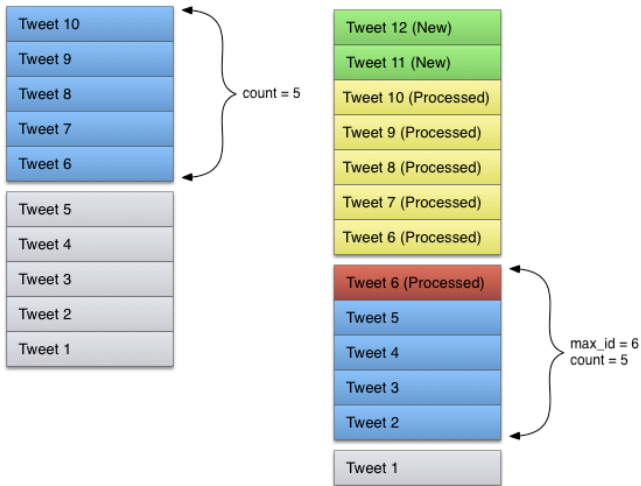 Tweet 10
Tweet 9
Tweet 8
Tweet 7
Tweet 6
count = 5
Tweet 5
Tweet 4
Tweet 3
Tweet 2
Tweet 1
Tweet 12 (New)
Tweet 11 (New)
Tweet 10 (Processed)
Tweet 9 (Processed)
Tweet 8 (Processed)
Tweet 7 (Processed)
Tweet 6 (Processed)
Tweet 6 (Processed)
Tweet 5
Tweet 4
Tweet 3
Tweet 2
max_id = 6
count = 5
Tweet 1